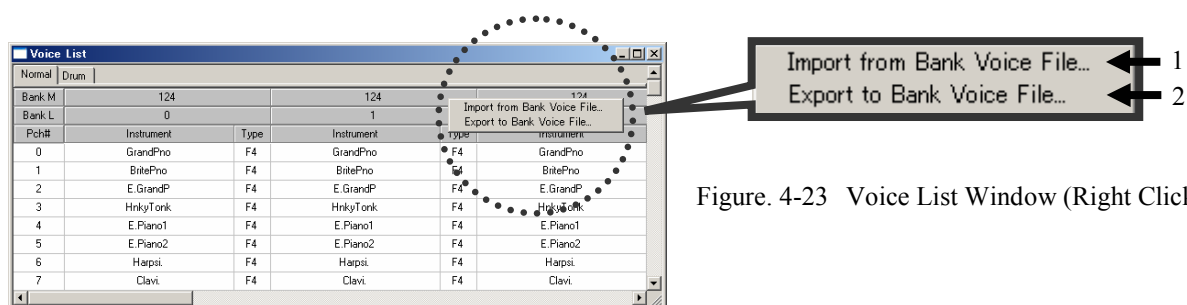 Voice List
Normal Drum
Bank M 124 124 124
Bank L 0 1
Pch# Instrument Type Instrument Type Instrument
0 GrandPno F4 GrandPno F4 GrandPno
1 BritePno F4 BritePno F4 BritePno
2 E.GrandP F4 E.GrandP F4 E.GrandP
3 HnkyTonk F4 HnkyTonk F4 HnkyTonk
4 E.Piano1 F4 E.Piano1 F4 E.Piano1
5 E.Piano2 F4 E.Piano2 F4 E.Piano2
6 Harpsi. F4 Harpsi. F4 Harpsi.
7 Clavi. F4 Clavi. F4 Clavi.
Import from Bank Voice File...
Export to Bank Voice File...
Import from Bank Voice File... 1
Export to Bank Voice File... 2
Figure. 4-23 Voice List Window (Right Clic